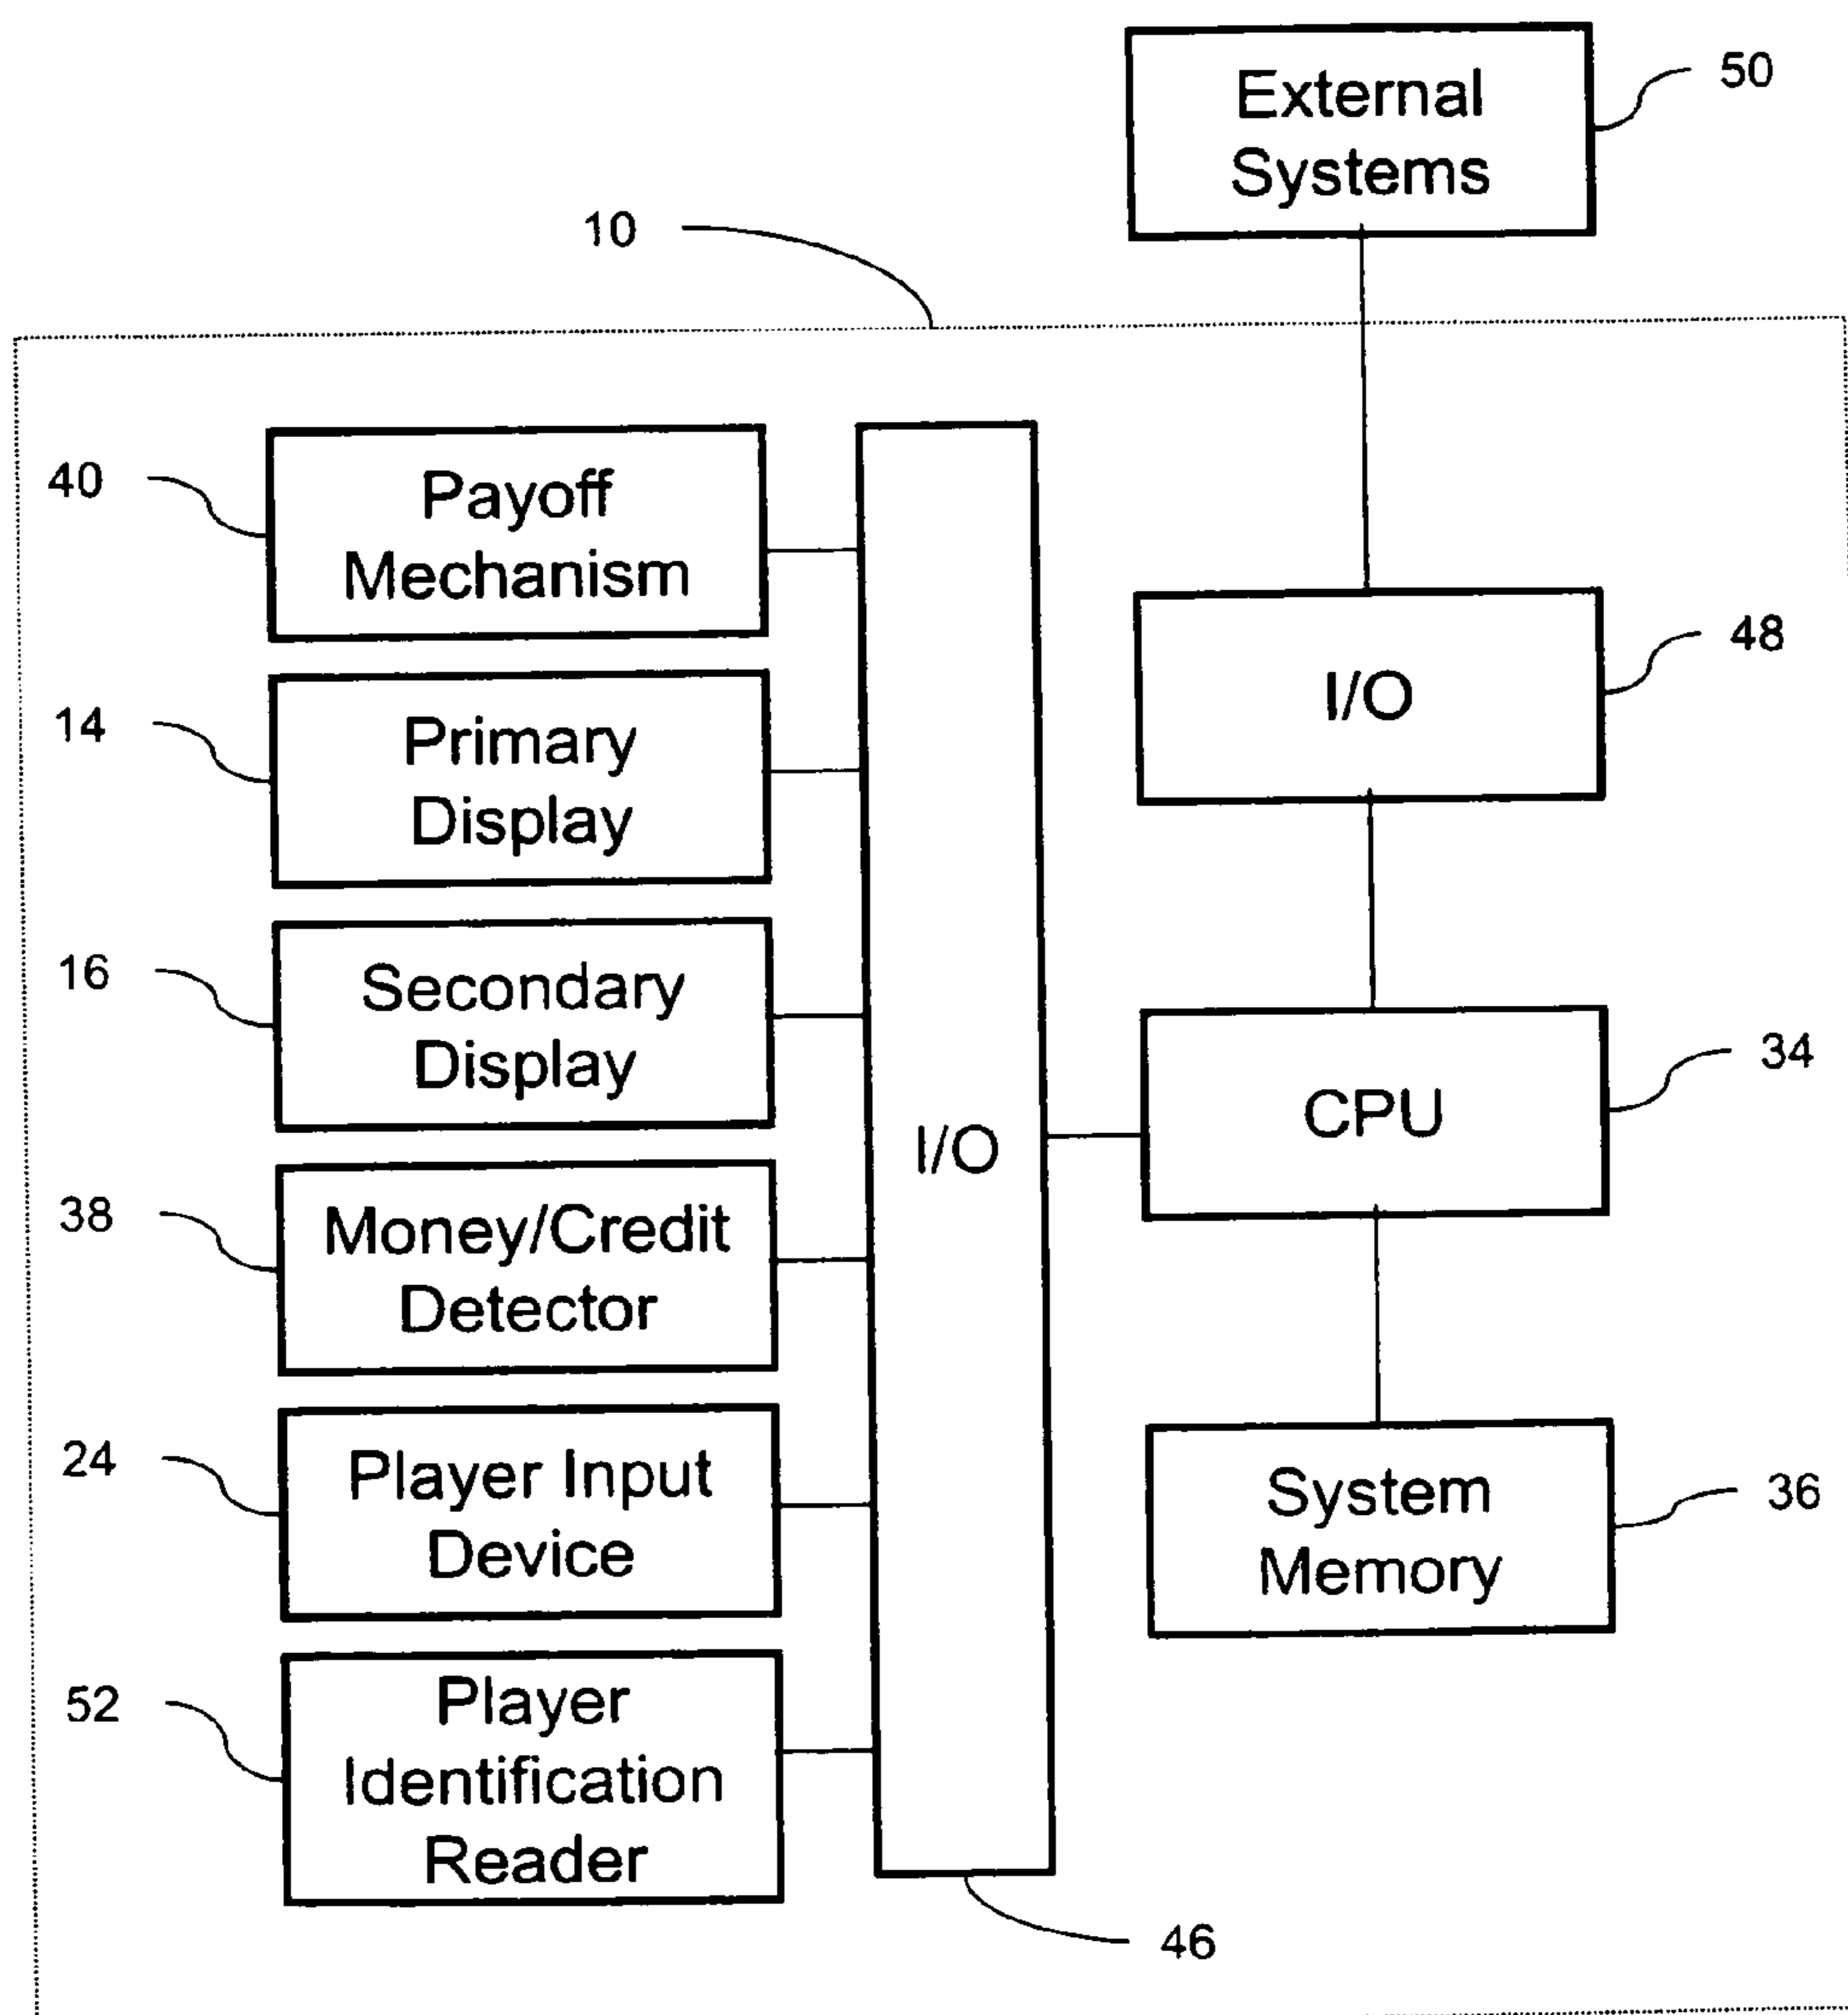 External
Systems
50
10
40
Payoff
Mechanism
14
Primary
Display
16
Secondary
Display
38
Money/Credit
Detector
24
Player Input
Device
52
Player
Identification
Reader
I/O
46
I/O
48
CPU
34
System
Memory
36